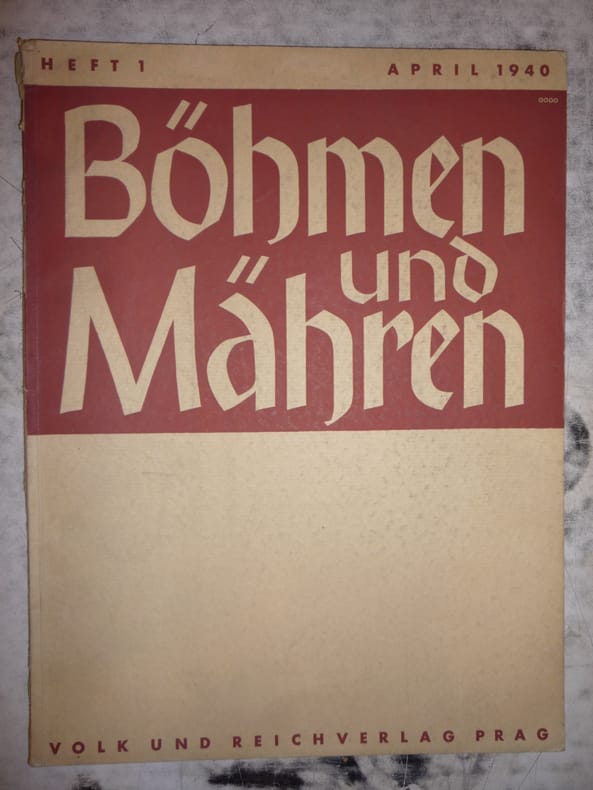 HEFT 1 APRIL 1940
Böhmen
und
Mähren
VOLK UND REICHVERLAG PRAG